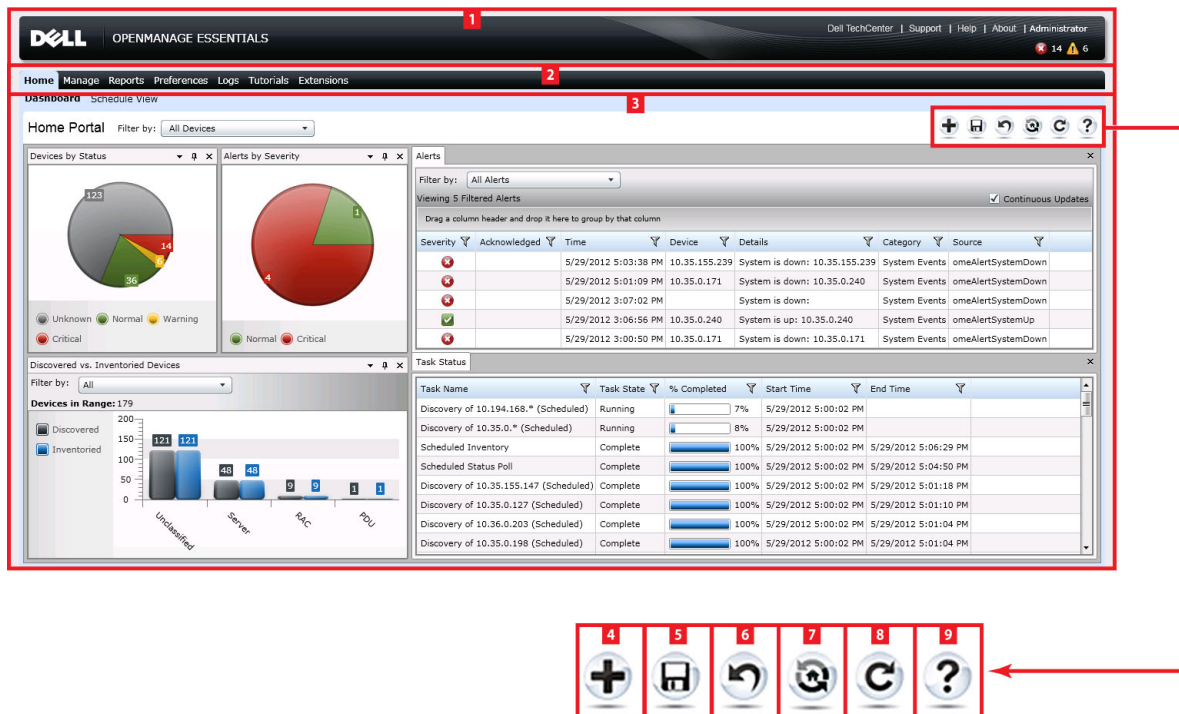 1
DELL OPENMANAGE ESSENTIALS
Dell TechCenter | Support | Help | About | Administrator
14 6
2
Home Manage Reports Preferences Logs Tutorials Extensions
3
Dashboard Schedule View
Home Portal Filter by: All Devices
Devices by Status
123
14
6
36
Unknown Normal Warning
Critical
Alerts by Severity
1
4
Normal Critical
Alerts
Filter by: All Alerts
Viewing 5 Filtered Alerts Continuous Updates
Drag a column header and drop it here to group by that column
Severity Acknowledged Time Device Details Category Source
5/29/2012 5:03:38 PM 10.35.155.239 System is down: 10.35.155.239 System Events omeAlertSystemDown
5/29/2012 5:01:09 PM 10.35.0.171 System is down: 10.35.0.240 System Events omeAlertSystemDown
5/29/2012 3:07:02 PM System is down: System Events omeAlertSystemDown
5/29/2012 3:06:56 PM 10.35.0.240 System is up: 10.35.0.240 System Events omeAlertSystemUp
5/29/2012 3:00:50 PM 10.35.0.171 System is down: 10.35.0.171 System Events omeAlertSystemDown
Discovered vs. Inventoried Devices
Filter by: All
Devices in Range: 179
Discovered
Inventoried
200
150
100
50
0
121 121
48 48
9 9
1 1
Unclassified
Server
RAC
PDU
Task Status
Task Name Task State % Completed Start Time End Time
Discovery of 10.194.168.* (Scheduled) Running 7% 5/29/2012 5:00:02 PM
Discovery of 10.35.0.* (Scheduled) Running 8% 5/29/2012 5:00:02 PM
Scheduled Inventory Complete 100% 5/29/2012 5:00:02 PM 5/29/2012 5:06:29 PM
Scheduled Status Poll Complete 100% 5/29/2012 5:00:02 PM 5/29/2012 5:04:50 PM
Discovery of 10.35.155.147 (Scheduled) Complete 100% 5/29/2012 5:00:02 PM 5/29/2012 5:01:18 PM
Discovery of 10.35.0.127 (Scheduled) Complete 100% 5/29/2012 5:00:02 PM 5/29/2012 5:01:10 PM
Discovery of 10.36.0.203 (Scheduled) Complete 100% 5/29/2012 5:00:02 PM 5/29/2012 5:01:04 PM
Discovery of 10.35.0.198 (Scheduled) Complete 100% 5/29/2012 5:00:02 PM 5/29/2012 5:01:04 PM
4 5 6 7 8 9